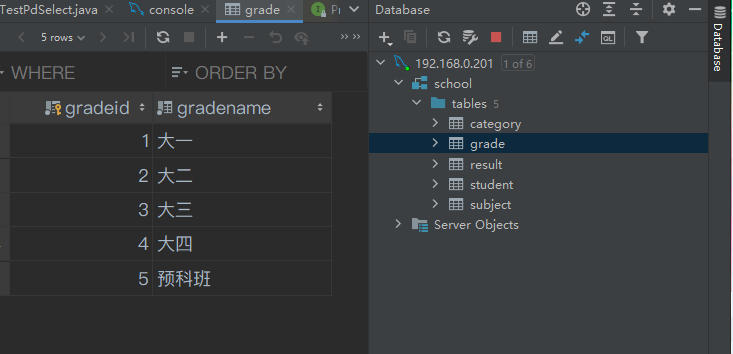 TestPdSelect.java
console
grade
5 rows
WHERE
ORDER BY
gradeid
gradename
1 大一
2 大二
3 大三
4 大四
5 预科班
Database
192.168.0.201 1 of 6
school
tables 5
category
grade
result
student
subject
Server Objects
QL
Database